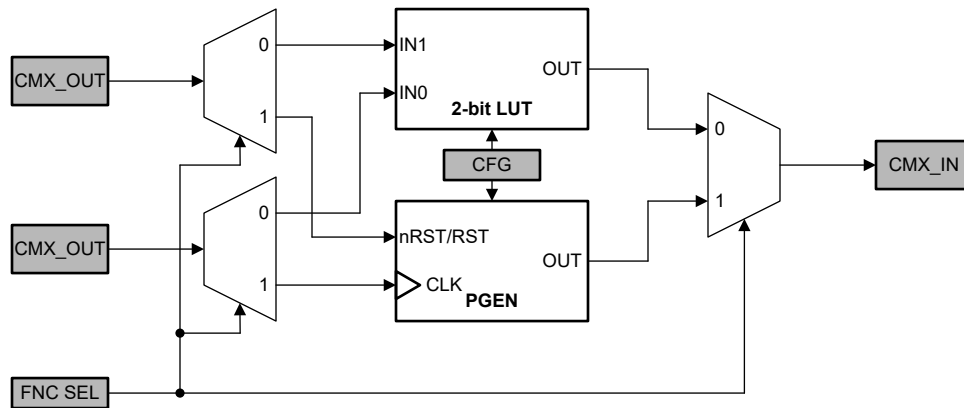 CMX_OUT
0
1
IN1
IN0
OUT
2-bit LUT
CFG
CMX_OUT
0
1
nRST/RST
CLK
OUT
PGEN
0
1
CMX_IN
FNC SEL